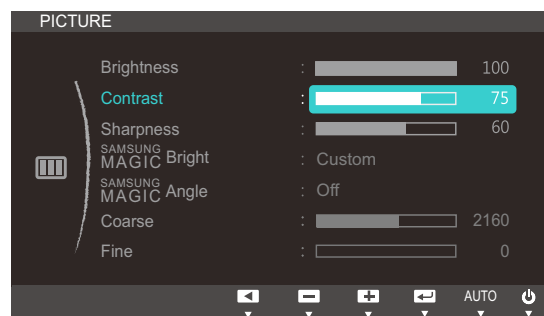 PICTURE
Brightness : 100
Contrast : 75
Sharpness : 60
SAMSUNG MAGIC Bright : Custom
SAMSUNG MAGIC Angle : Off
Coarse : 2160
Fine : 0
AUTO